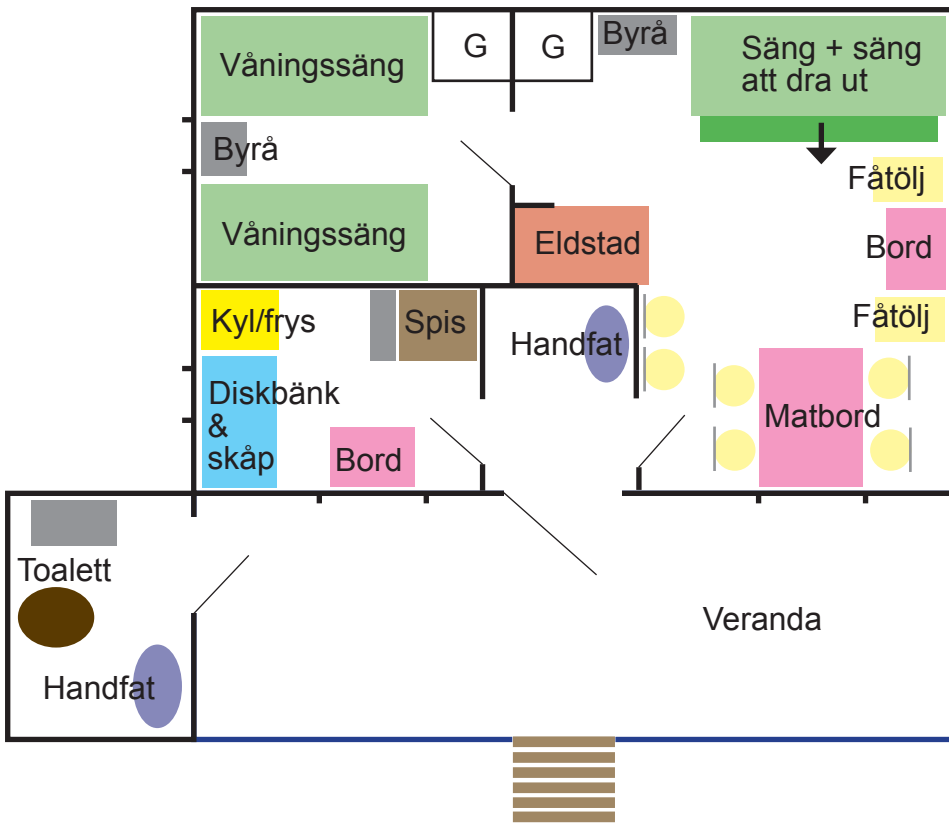 Våningssäng
G
G
Byrå
Säng + säng
att dra ut
Byrå
Fåtölj
Våningssäng
Eldstad
Bord
Kyl/frys
Spis
Handfat
Fåtölj
Diskbänk
&
skåp
Bord
Matbord
Toalett
Veranda
Handfat